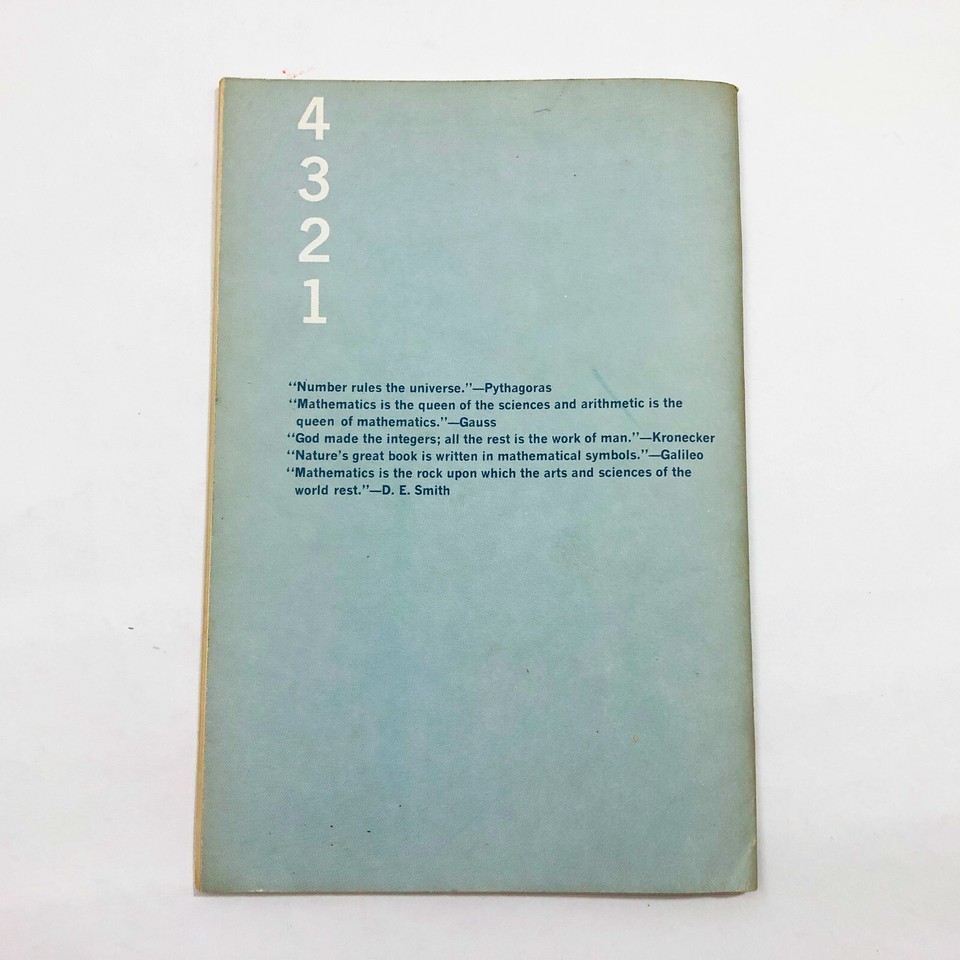 4
3
2
1
“Number rules the universe.”—Pythagoras
“Mathematics is the queen of the sciences and arithmetic is the
queen of mathematics.”—Gauss
“God made the integers; all the rest is the work of man.”—Kronecker
“Nature’s great book is written in mathematical symbols.”—Galileo
“Mathematics is the rock upon which the arts and sciences of the
world rest.”—D. E. Smith